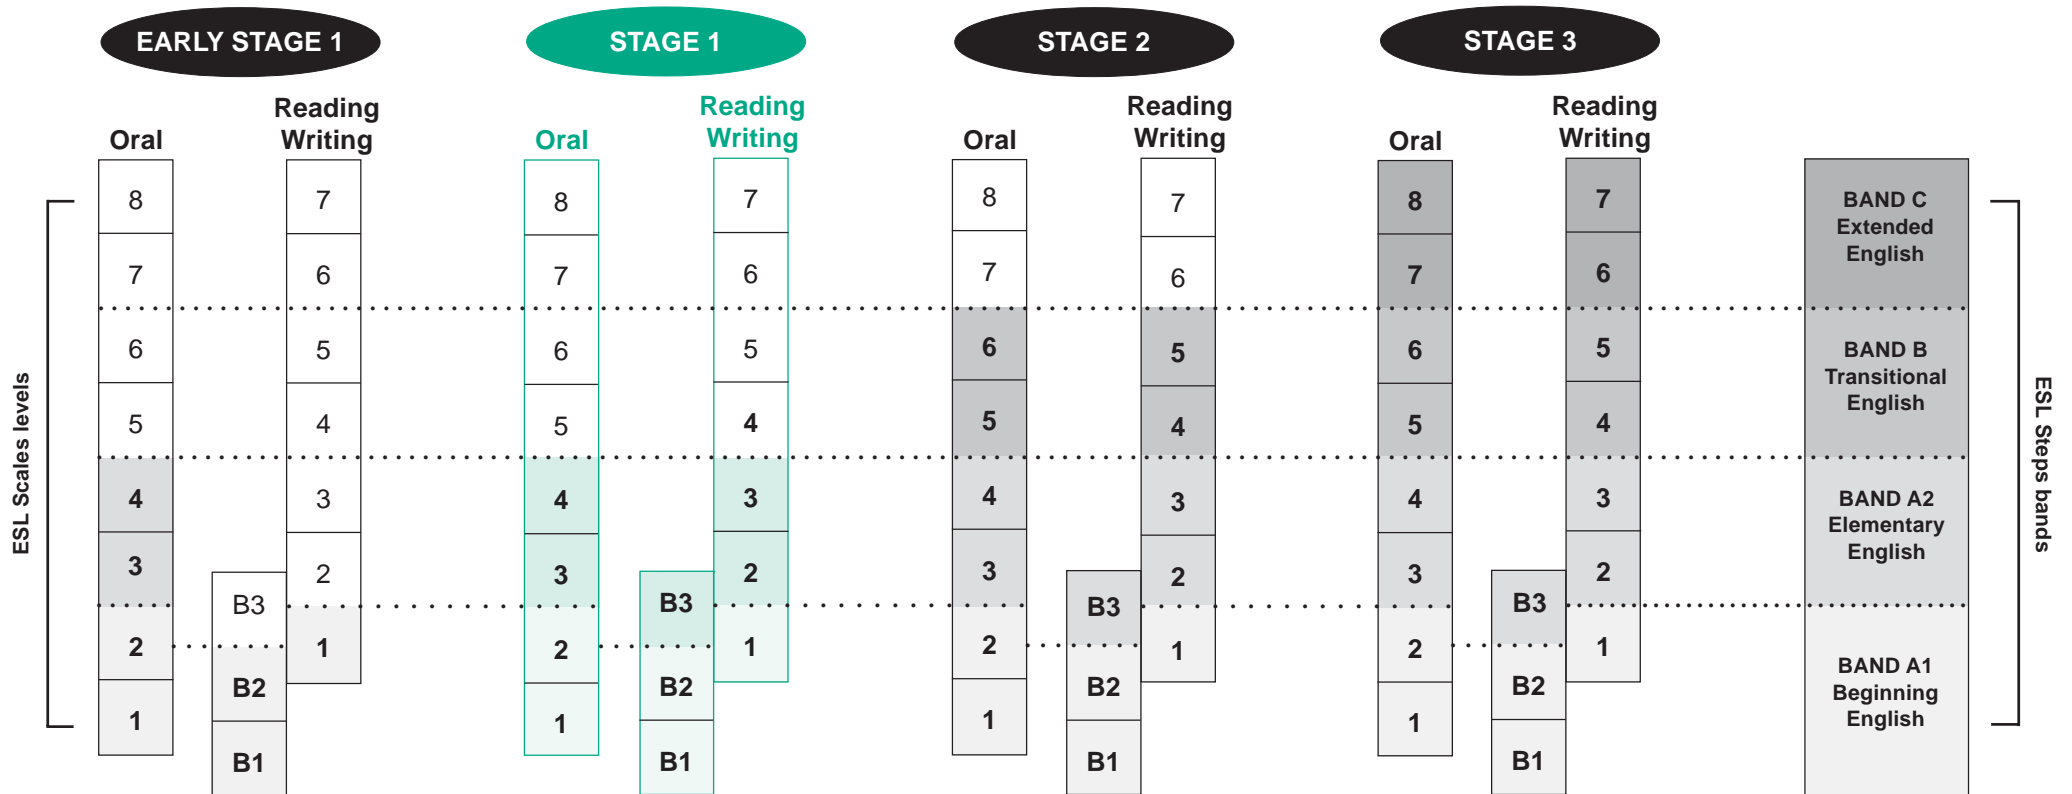 EARLY STAGE 1
STAGE 1
STAGE 2
STAGE 3
ESL Scales levels
Oral
8
7
6
5
4
3
2
1
B3
B2
B1
Reading
Writing
7
6
5
4
3
2
1
Oral
8
7
6
5
4
3
2
1
B3
B2
B1
Reading
Writing
7
6
5
4
3
2
1
Oral
8
7
6
5
4
3
2
1
B3
B2
B1
Reading
Writing
7
6
5
4
3
2
1
Oral
8
7
6
5
4
3
2
1
B3
B2
B1
Reading
Writing
7
6
5
4
3
2
1
BAND C
Extended
English
BAND B
Transitional
English
BAND A2
Elementary
English
BAND A1
Beginning
English
ESL Steps bands